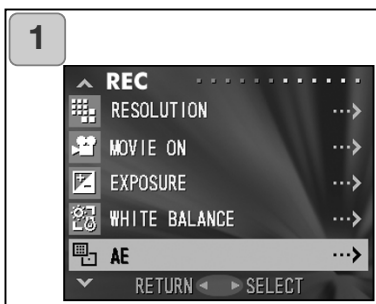 1
REC
RESOLUTION
MOVIE ON
EXPOSURE
WHITE BALANCE
AE
RETURN SELECT